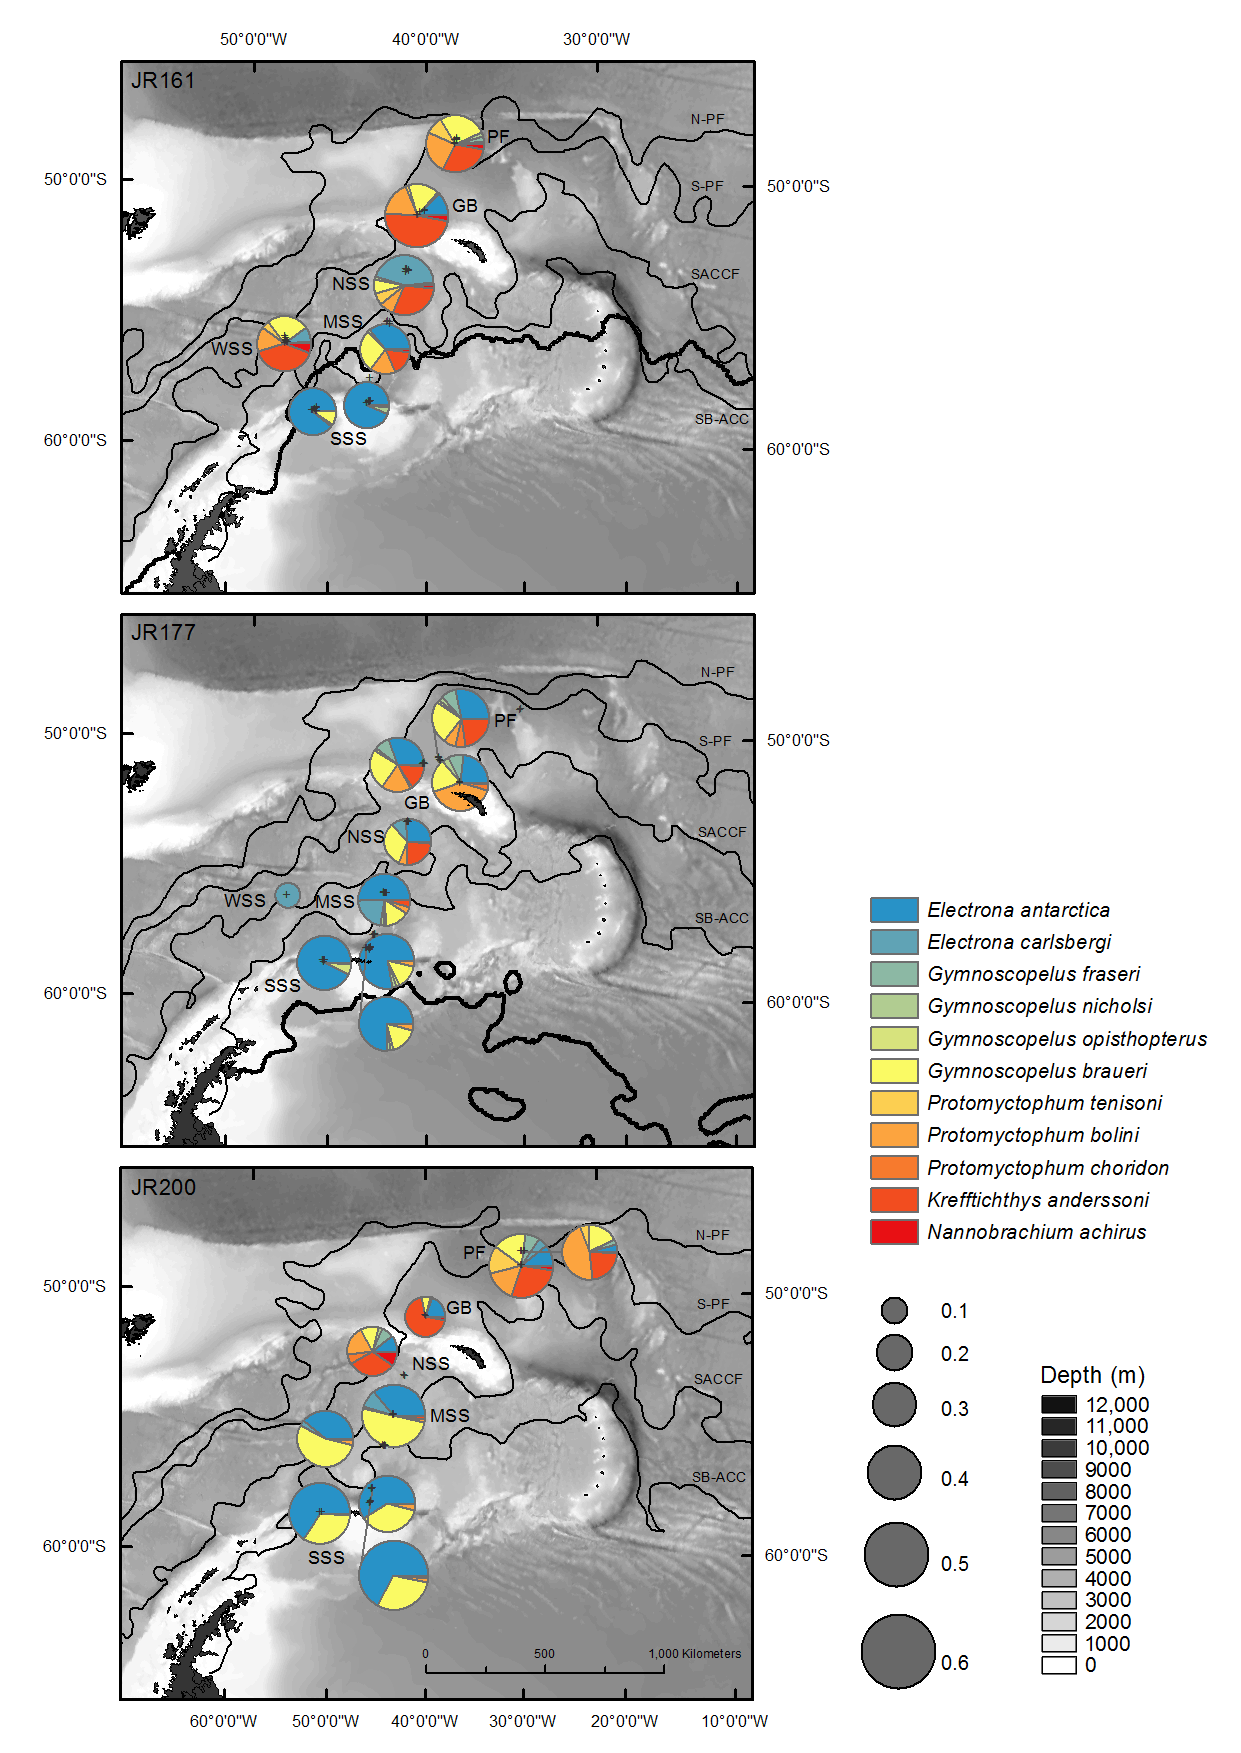 50°0'0"W 40°0'0"W 30°0'0"W
JR161
N-PF
PF
50°0'0"S
S-PF
50°0'0"S
GB
SACCF
NSS
MSS
WSS
SB-ACC
SSS
60°0'0"S
60°0'0"S
JR177
N-PF
PF
50°0'0"S
S-PF
50°0'0"S
GB
SACCF
NSS
WSS
MSS
SB-ACC
SSS
60°0'0"S
60°0'0"S
JR200
N-PF
PF
50°0'0"S
50°0'0"S
S-PF
GB
NSS
SACCF
MSS
SB-ACC
60°0'0"S
SSS
60°0'0"S
0 500 1,000 Kilometers
60°0'0"W 50°0'0"W 40°0'0"W 30°0'0"W 20°0'0"W 10°0'0"W
Electrona antarctica
Electrona carlsbergi
Gymnoscopelus fraseri
Gymnoscopelus nicholsi
Gymnoscopelus opisthopterus
Gymnoscopelus braueri
Protomyctophum tenisoni
Protomyctophum bolini
Protomyctophum choridon
Krefftichthys anderssoni
Nannobrachium achirus
0.1
0.2
0.3
0.4
0.5
0.6
Depth (m)
12,000
11,000
10,000
9000
8000
7000
6000
5000
4000
3000
2000
1000
0